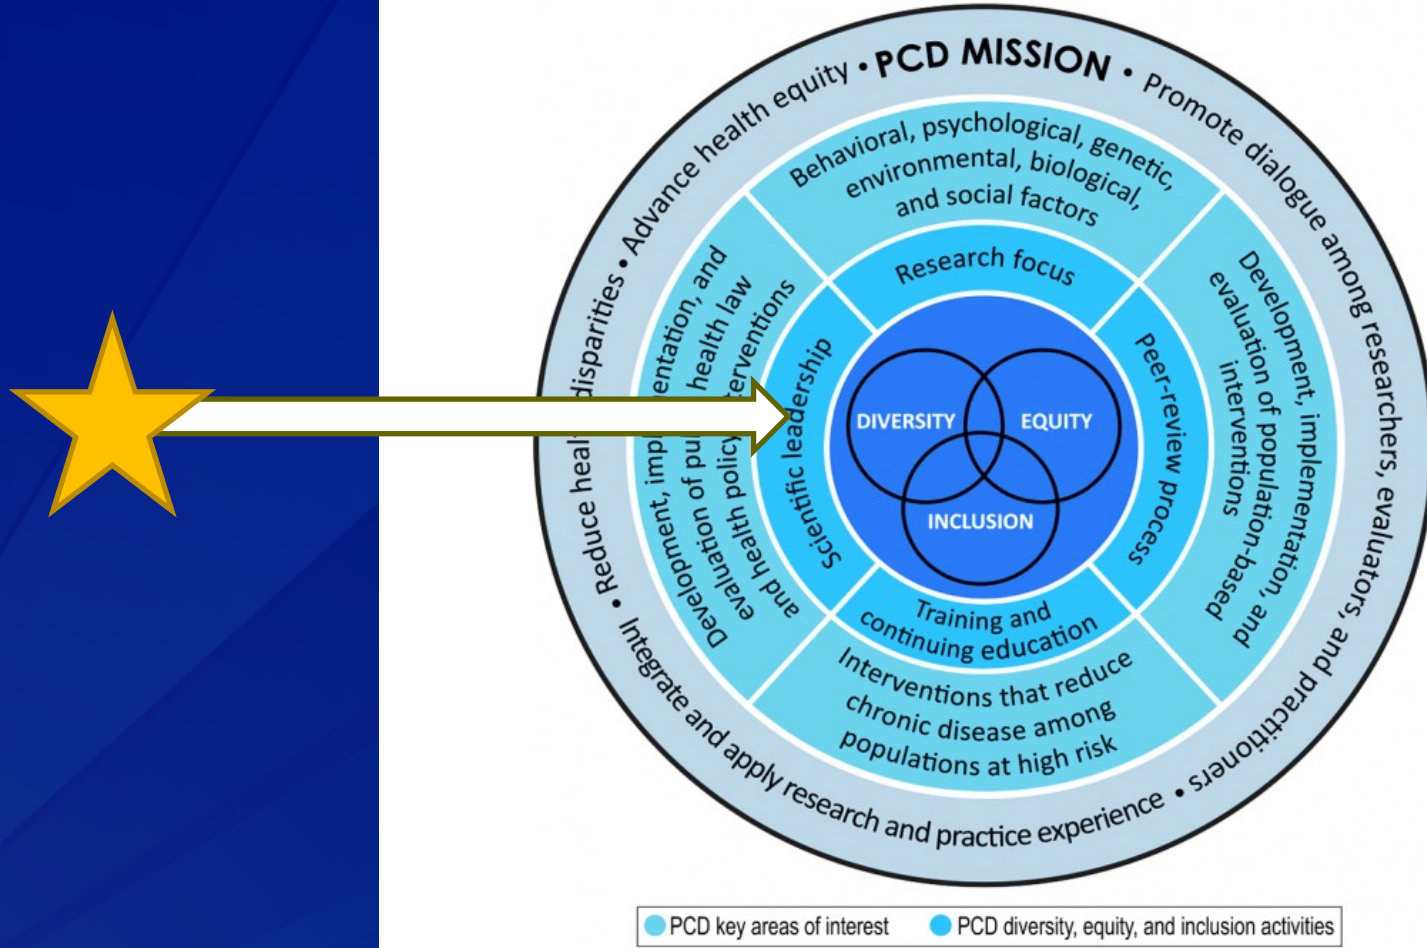 • PCD MISSION •
Promote dialogue among researchers, evaluators, and practitioners •
Integrate and apply research and practice experience
• Reduce disparities
• Advance health equity
Behavioral, psychological, genetic,
environmental, biological,
and social factors
Development, implementation, and
evaluation of population-based
interventions
Interventions that reduce
chronic disease among
populations at high risk
Development, and
evaluation of health law
and health policy
Research focus
Peer-review process
Training and
continuing education
Scientific leadership
DIVERSITY
EQUITY
INCLUSION
PCD key areas of interest
PCD diversity, equity, and inclusion activities